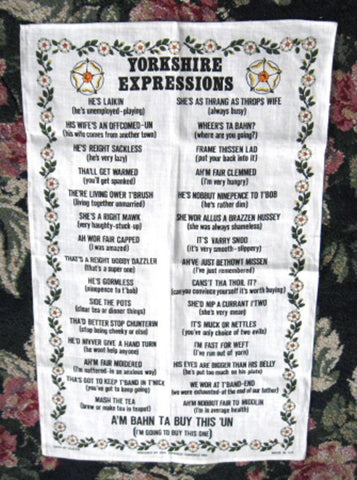 YORKSHIRE
EXPRESSIONS
HE'S LAIKIN
(he's unemployed-playing)
HIS WIFE'S AN OFFCOMED-UN
(his wife comes from another town)
HE'S REIGHT SACKLESS
(he's very lazy)
THA'LL GET WARMED
(you'll get spanked)
THE'RE LIVING OWER T'BRUSH
(living together unmarried)
SHE'S A RIGHT MAWK
(very haughty-stuck-up)
AH WOR FAIR CAPPED
(I was amazed)
THAT'S A REIGHT BOBBY DAZZLER
(that's a super one)
HE'S GORMLESS
(ninepence to t'bob)
SIDE THE POTS
(clear tea or dinner things)
THA'D BETTER STOP CHUNTERIN
(stop being cheeky or else)
HE'D NIVVER GIVE A HAND TURN
(he wont help anyone)
AH'M FAIR MOIDERED
(I'm suffering in an anxious way)
THA'S GOT TO KEEP T'BAND IN T'NICK
(you've got to keep going)
MASH THE TEA
(brew or make tea in teapot)
SHE'S AS THRANG AS THROPS WIFE
(always busy)
WHEER'S TA BAHN?
(where are you going?)
FRAME THISSEN LAD
(put your back into it)
AH'M FAIR CLEMMED
(I'm very hungry)
HE'S NOBBUT NINEPENCE TO T'BOB
(he's rather dim)
SHE WOR ALLUS A BRAZZEN HUSSEY
(she was always shameless)
IT'S VARRY SNOD
(it's very smooth-slippery)
AH'VE JUST BETHOWT MISSEN
(I've just remembered)
CANS'T THA THOIL IT?
(can you convince yourself it's worth buying)
SHE'D NIP A CURRANT I'TWO
(she's very mean)
IT'S MUCK OR NETTLES
(you've only choice of two evils)
I'M FAST FOR WEFT
(I've run out of yarn)
HIS EYES ARE BIGGER THAN HIS BELLY
(he's put too much on his plate)
WE WON AT T'BAND-END
(we were exhausted-at the end of our tether)
AH'M NOBBUT FAIR TO MIDDLIN
(I'm in average health)
A'M BAHN TA BUY THIS 'UN
(I'M GOING TO BUY THIS ONE)